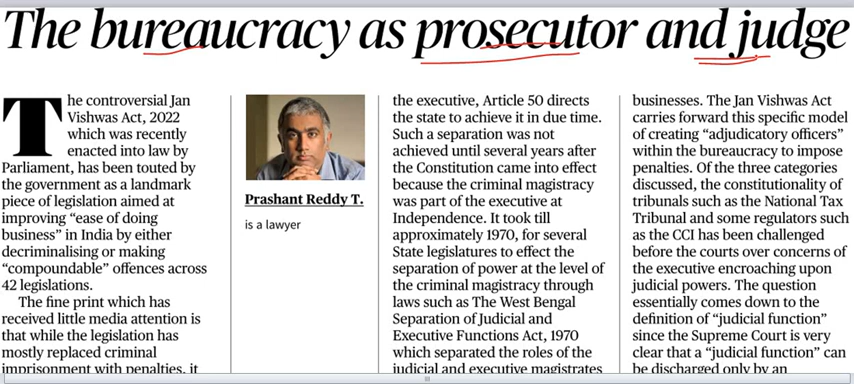 The bureaucracy as prosecutor and judge
The controversial Jan
Vishwas Act, 2022
which was recently
enacted into law by
Parliament, has been touted by
the government as a landmark
piece of legislation aimed at
improving “ease of doing
business” in India by either
decriminalising or making
“compoundable” offences across
42 legislations.
The fine print which has
received little media attention is
that while the legislation has
mostly replaced criminal
imprisonment with penalties, it
Prashant Reddy T.
is a lawyer
the executive, Article 50 directs
the state to achieve it in due time.
Such a separation was not
achieved until several years after
the Constitution came into effect
because the criminal magistracy
was part of the executive at
Independence. It took till
approximately 1970, for several
State legislatures to effect the
separation of power at the level of
the criminal magistracy through
laws such as The West Bengal
Separation of Judicial and
Executive Functions Act, 1970
which separated the roles of the
judicial and executive magistrates
businesses. The Jan Vishwas Act
carries forward this specific model
of creating “adjudicatory officers”
within the bureaucracy to impose
penalties. Of the three categories
discussed, the constitutionality of
tribunals such as the National Tax
Tribunal and some regulators such
as the CCI has been challenged
before the courts over concerns of
the executive encroaching upon
judicial powers. The question
essentially comes down to the
definition of “judicial function”
since the Supreme Court is very
clear that a “judicial function” can
be discharged only by an